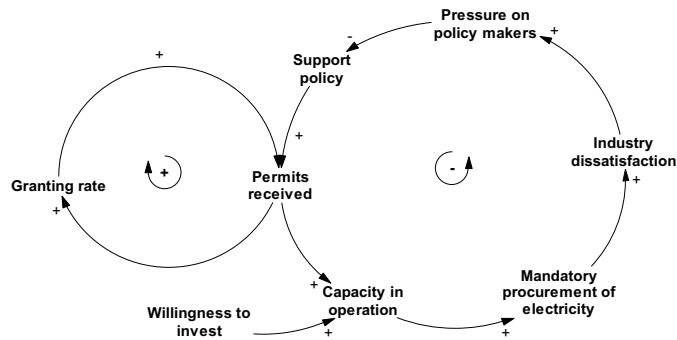 Pressure on
policy makers
+
-
+
Support
policy
+
Industry
dissatisfaction
+
+
-
Permits
received
Granting rate
+
+
Capacity in
operation
+
Mandatory
procurement of
electricity
+
Willingness to
invest